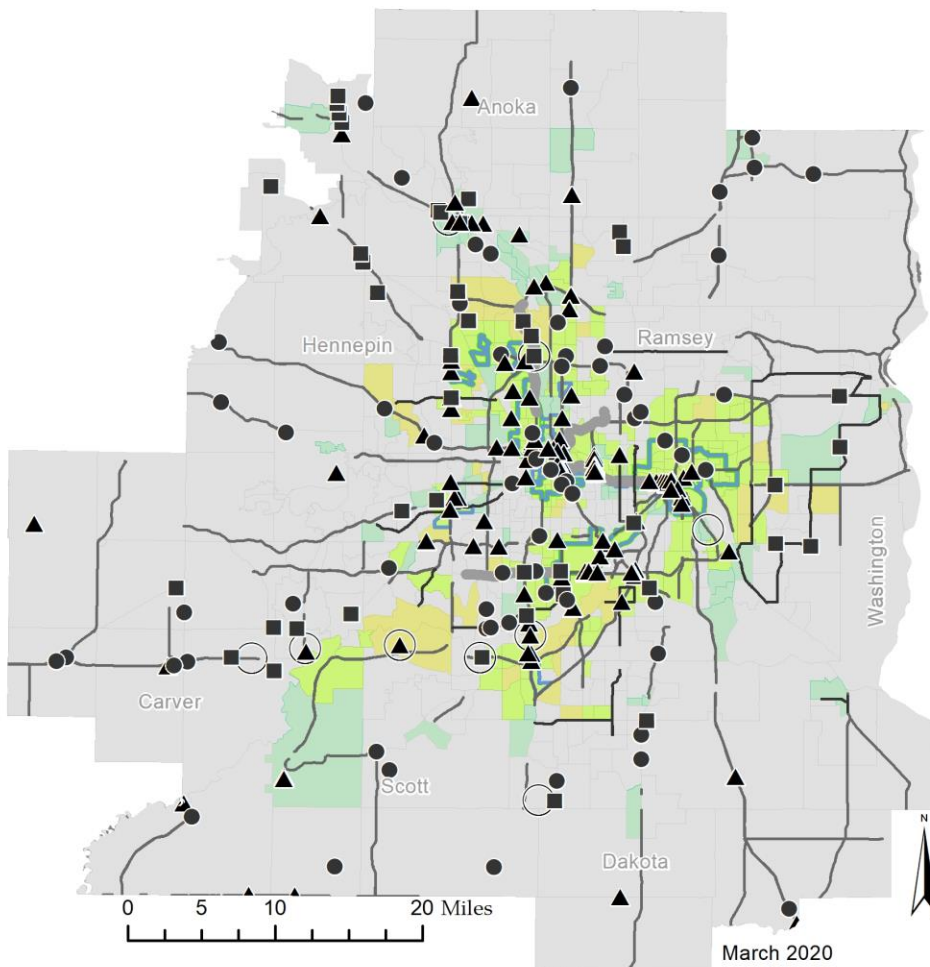 Anoka
Hennepin
Ramsey
Washington
Carver
Scott
Dakota
N
0 5 10 20 Miles
March 2020